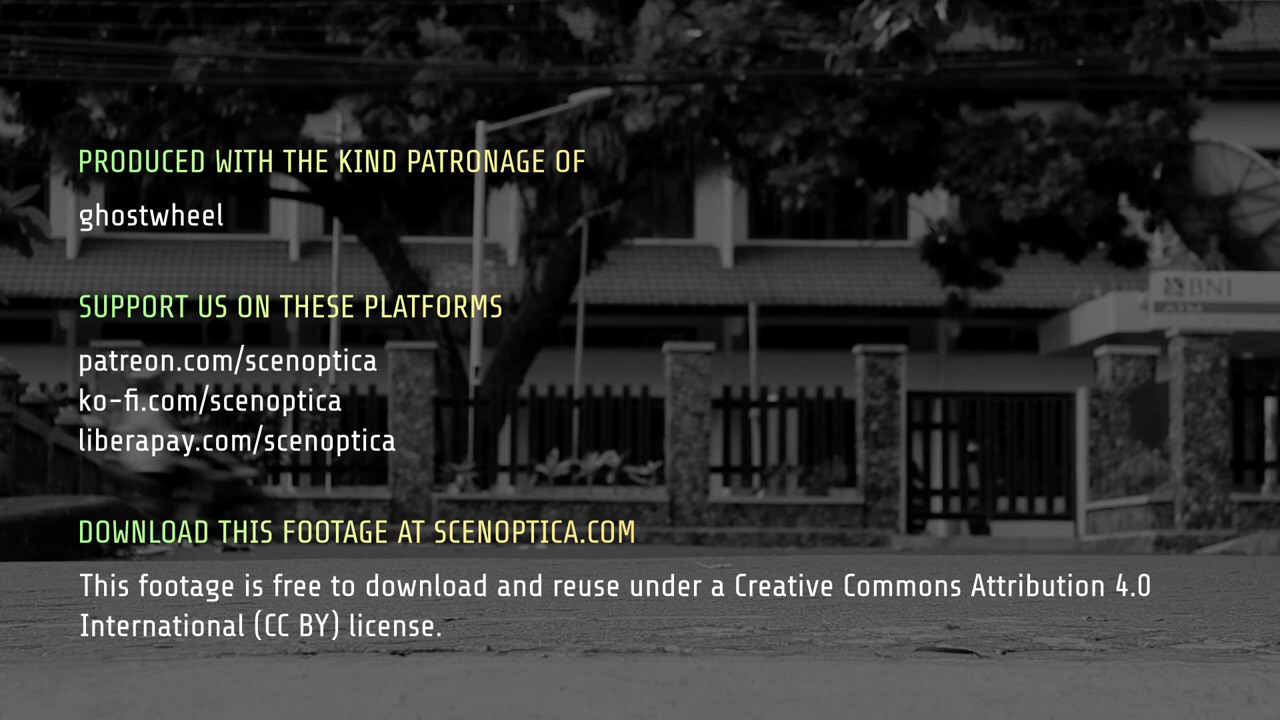 PRODUCED WITH THE KIND PATRONAGE OF
ghostwheel
SUPPORT US ON THESE PLATFORMS
patreon.com/scenoptica
ko-fi.com/scenoptica
liberapay.com/scenoptica
BNI
ATM
DOWNLOAD THIS FOOTAGE AT SCENOPTICA.COM
This footage is free to download and reuse under a Creative Commons Attribution 4.0
International (CC BY) license.